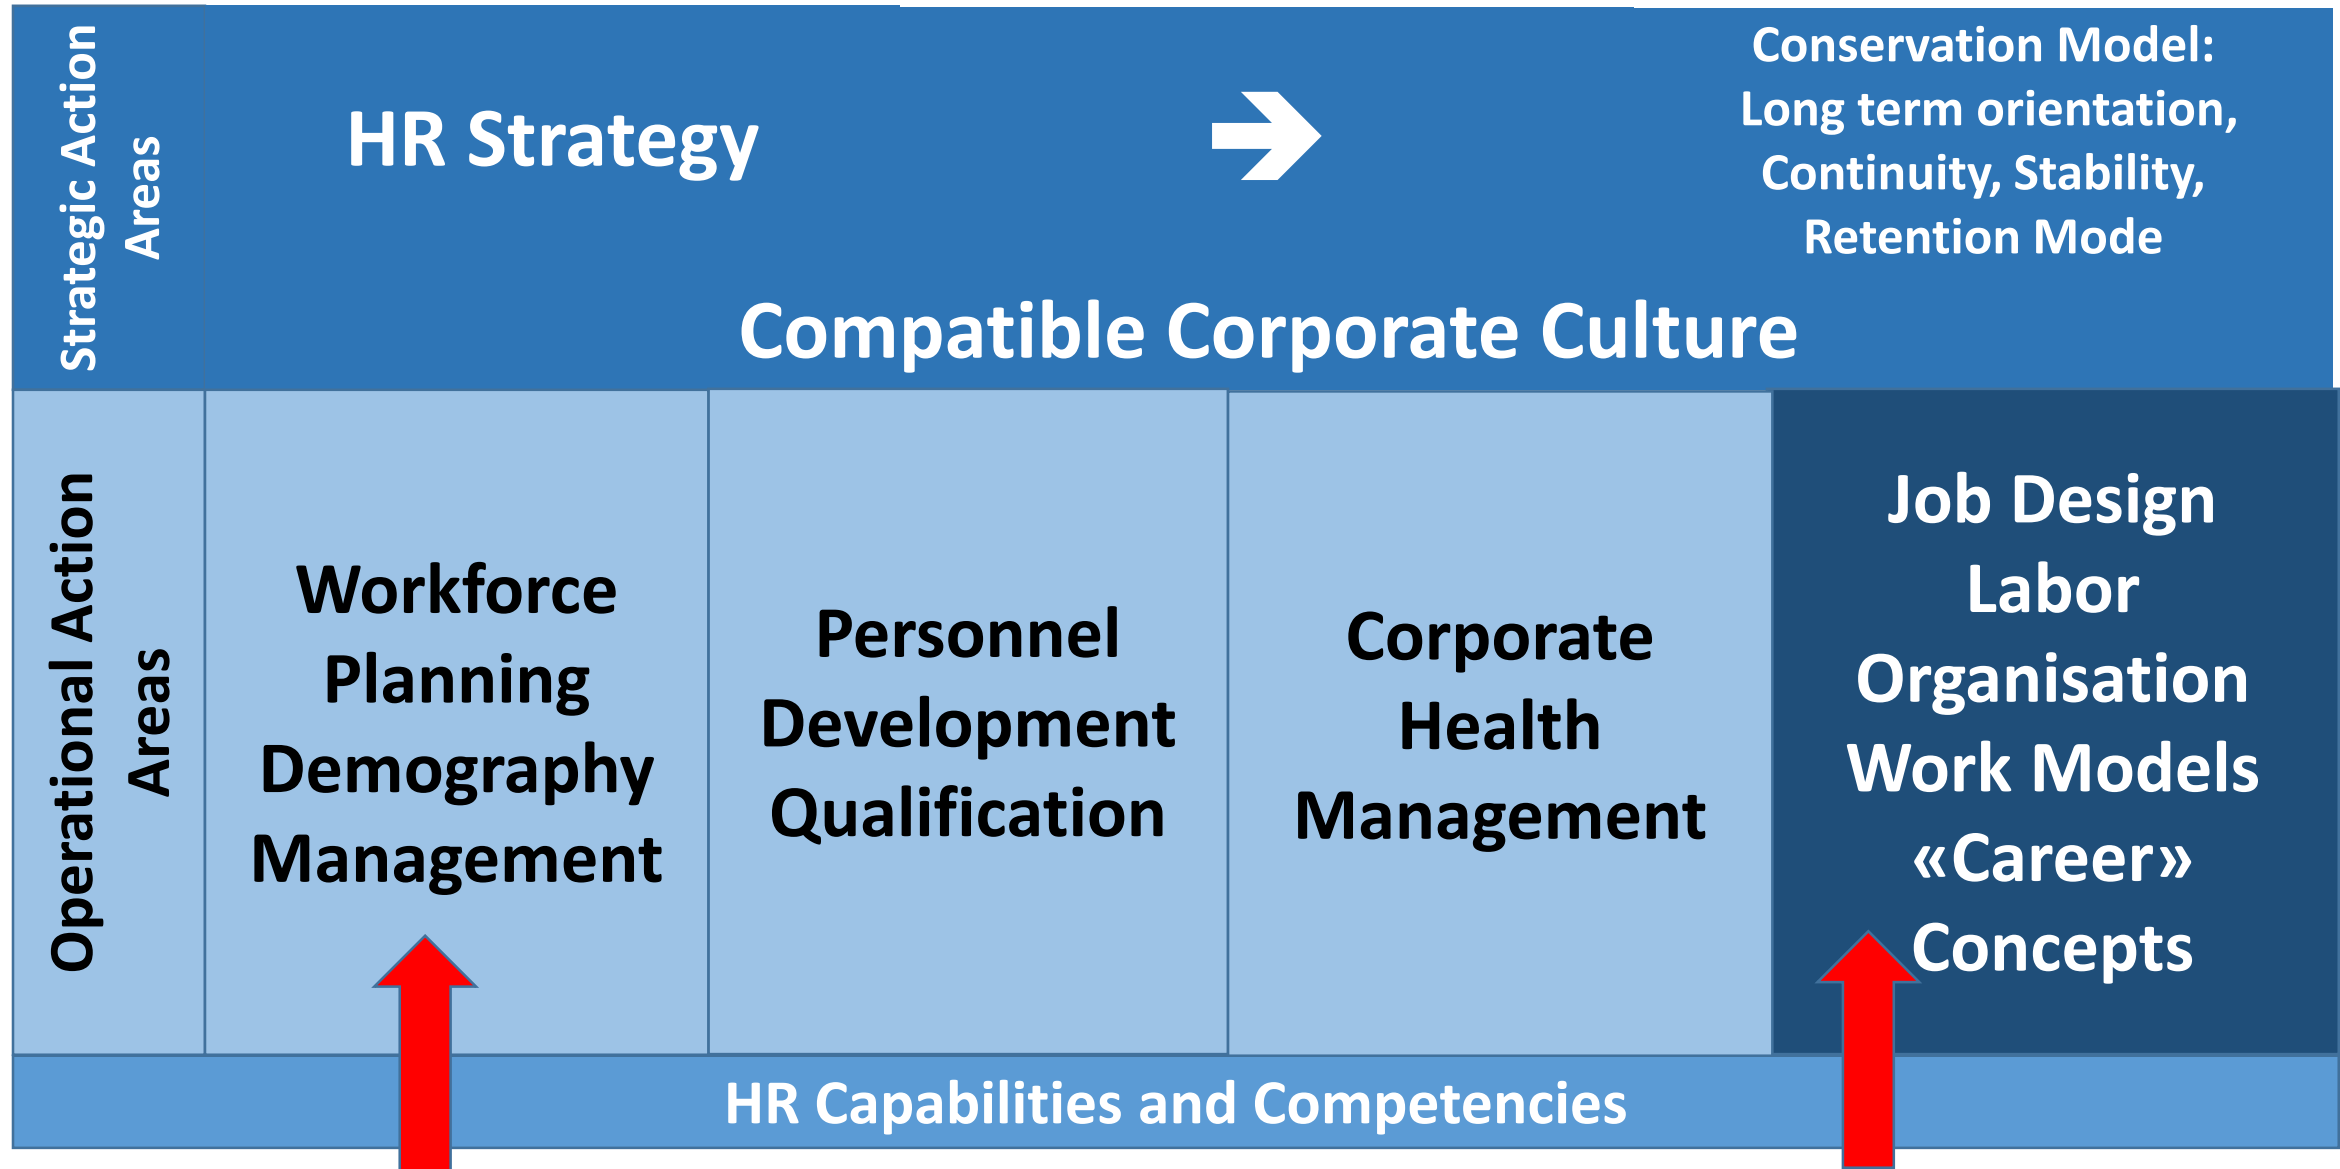 Strategic Action
Areas
HR Strategy
Conservation Model:
Long term orientation,
Continuity, Stability,
Retention Mode
Compatible Corporate Culture
Operational Action
Areas
Workforce
Planning
Demography
Management
Personnel
Development
Qualification
Corporate
Health
Management
Job Design
Labor
Organisation
Work Models
«Career»
Concepts
HR Capabilities and Competencies